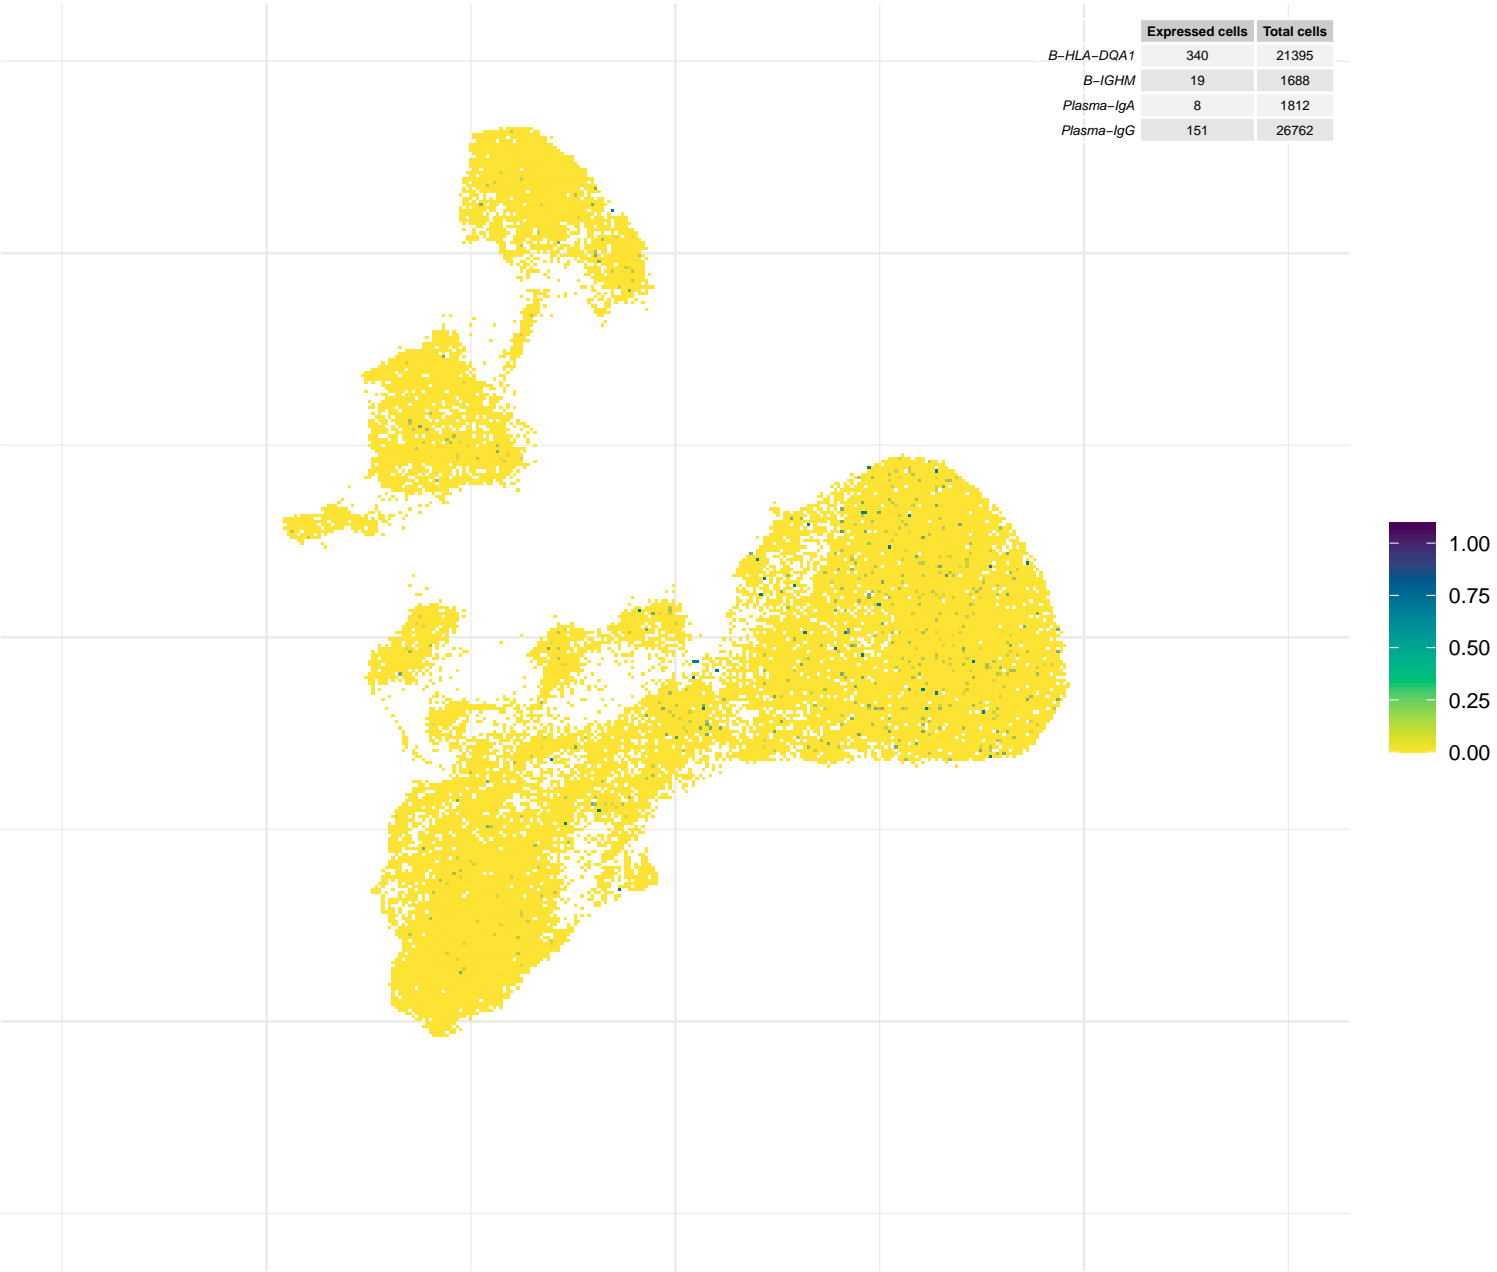 Expressed cells Total cells
B−HLA−DQA1 340 21395
B−IGHM 19 1688
Plasma−IgA 8 1812
Plasma−IgG 151 26762
1.00
0.75
0.50
0.25
0.00